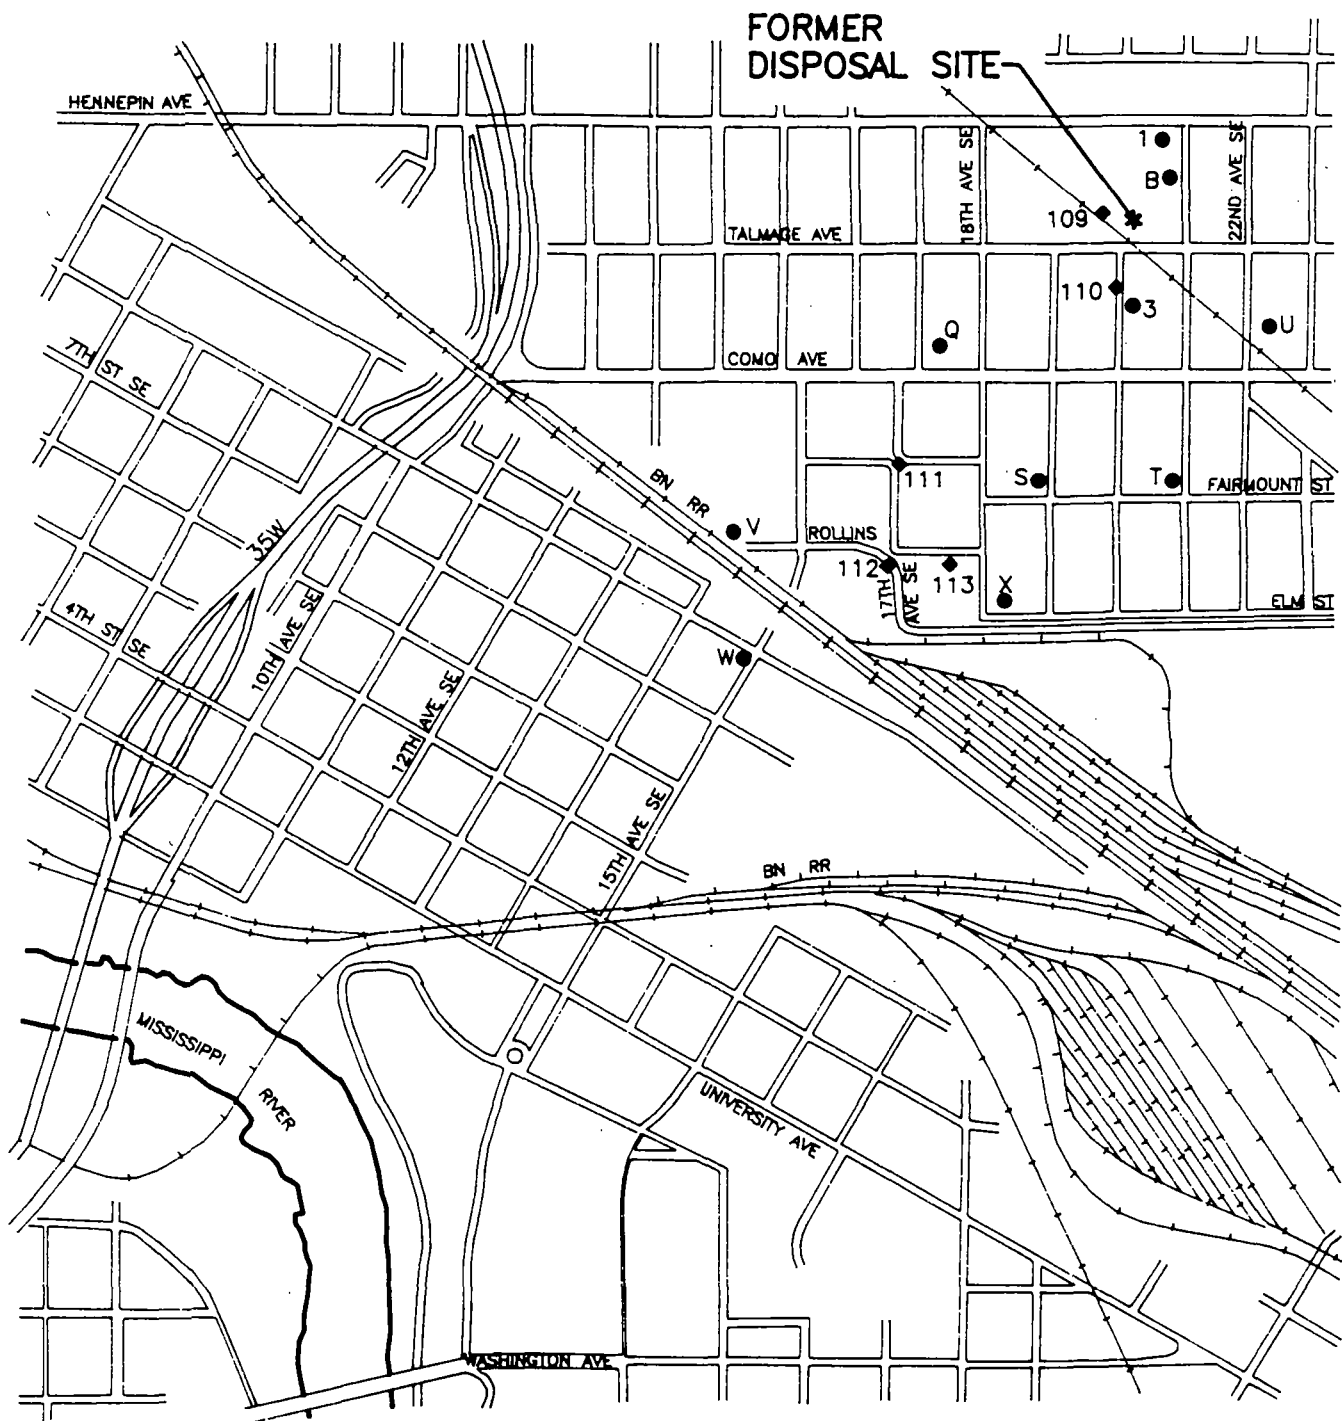 FORMER
DISPOSAL SITE
HENNEPIN AVE
1
B
18TH AVE SE
22ND AVE SE
109
TALMAGE AVE
110
3
U
Q
COMO AVE
7TH ST SE
111
S
T
FAIRMOUNT ST
BN RR
V
ROLLINS
35W
112
113
17TH
AVE SE
X
ELM ST
4TH ST SE
10TH AVE SE
W
12TH AVE SE
15TH AVE SE
BN RR
MISSISSIPPI
RIVER
UNIVERSITY AVE
WASHINGTON AVE